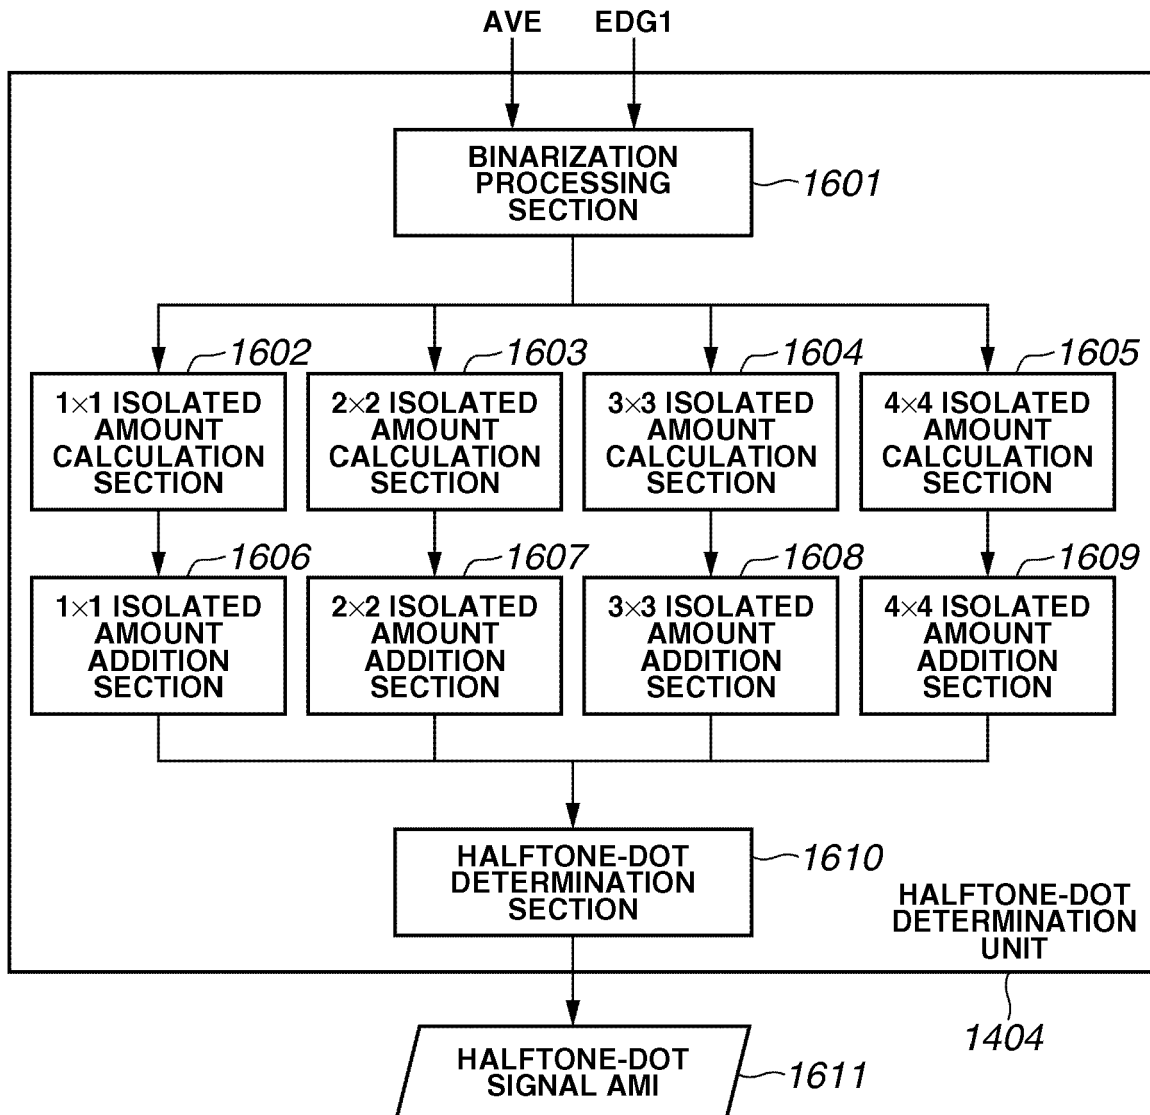 AVE EDG1
BINARIZATION
PROCESSING
SECTION
1601
1602
1603
1604
1605
1×1 ISOLATED
AMOUNT
CALCULATION
SECTION
2×2 ISOLATED
AMOUNT
CALCULATION
SECTION
3×3 ISOLATED
AMOUNT
CALCULATION
SECTION
4×4 ISOLATED
AMOUNT
CALCULATION
SECTION
1606
1607
1608
1609
1×1 ISOLATED
AMOUNT
ADDITION
SECTION
2×2 ISOLATED
AMOUNT
ADDITION
SECTION
3×3 ISOLATED
AMOUNT
ADDITION
SECTION
4×4 ISOLATED
AMOUNT
ADDITION
SECTION
HALFTONE-DOT
DETERMINATION
SECTION
1610
HALFTONE-DOT
DETERMINATION
UNIT
1404
HALFTONE-DOT
SIGNAL AMI
1611